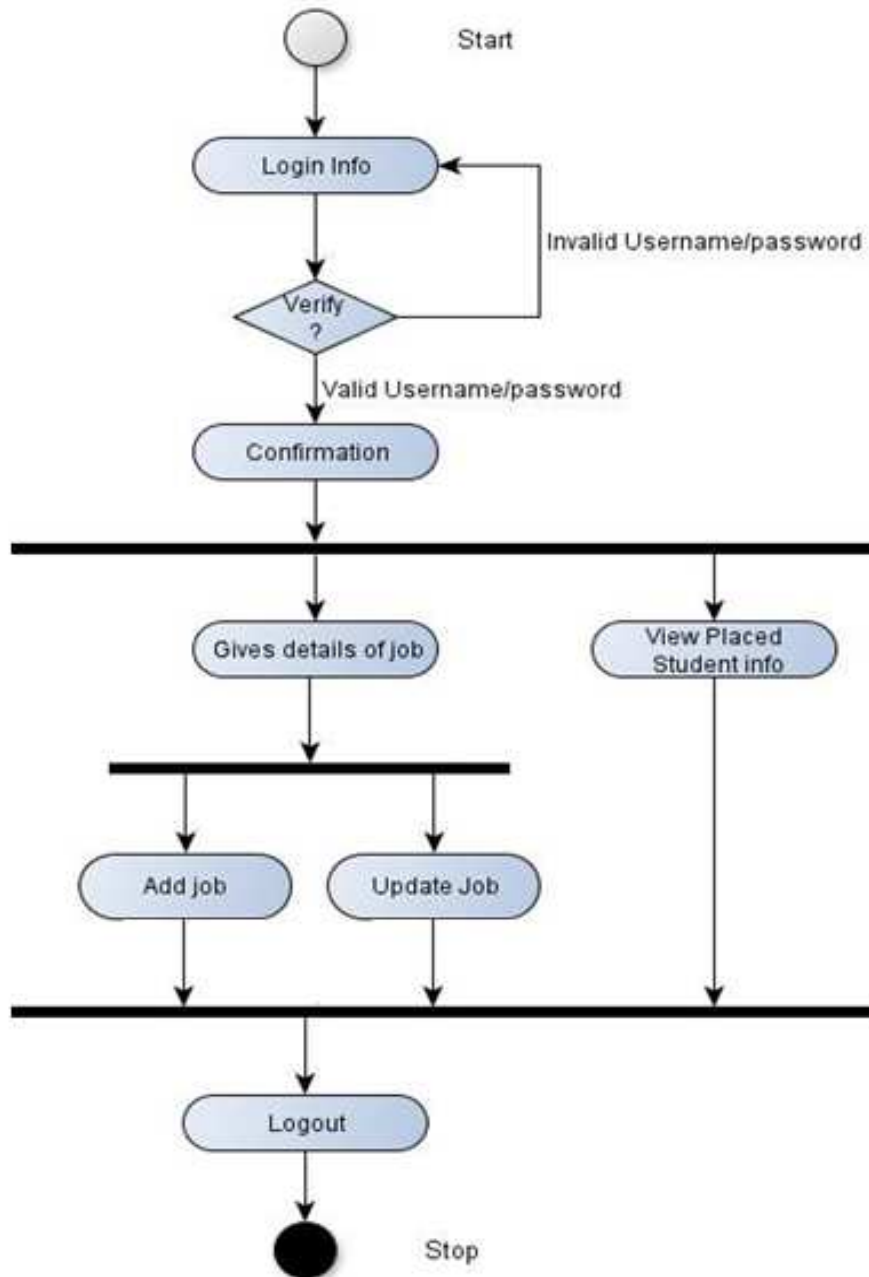 Start
Login Info
Invalid Username/password
Verify
?
Valid Username/password
Confirmation
Gives details of job
View Placed
Student info
Add job
Update Job
Logout
Stop